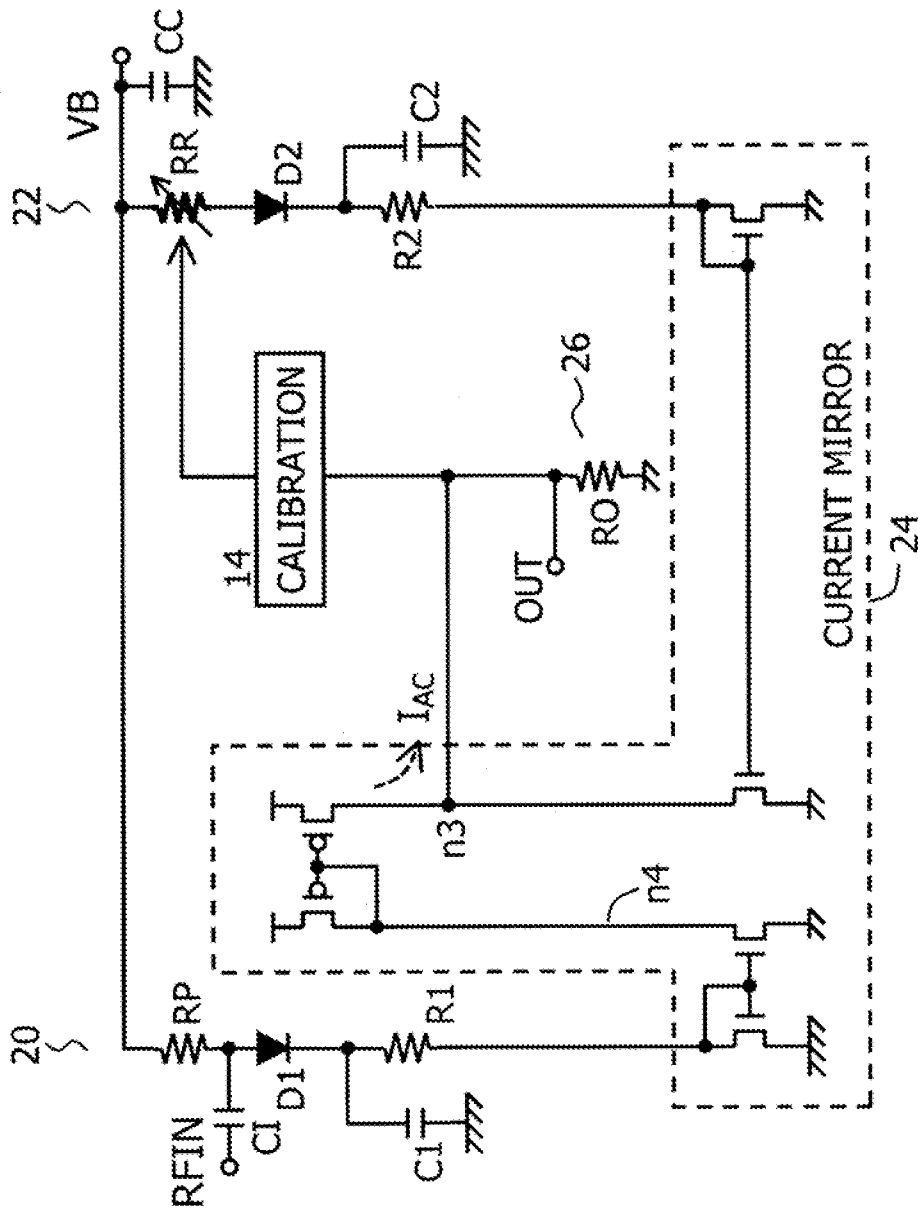 20
22
VB
CC
RR
D2
C2
R2
14
CALIBRATION
26
OUT
RO
RP
RFIN
CI
D1
C1
R1
n3
I_AC
n4
CURRENT MIRROR
24